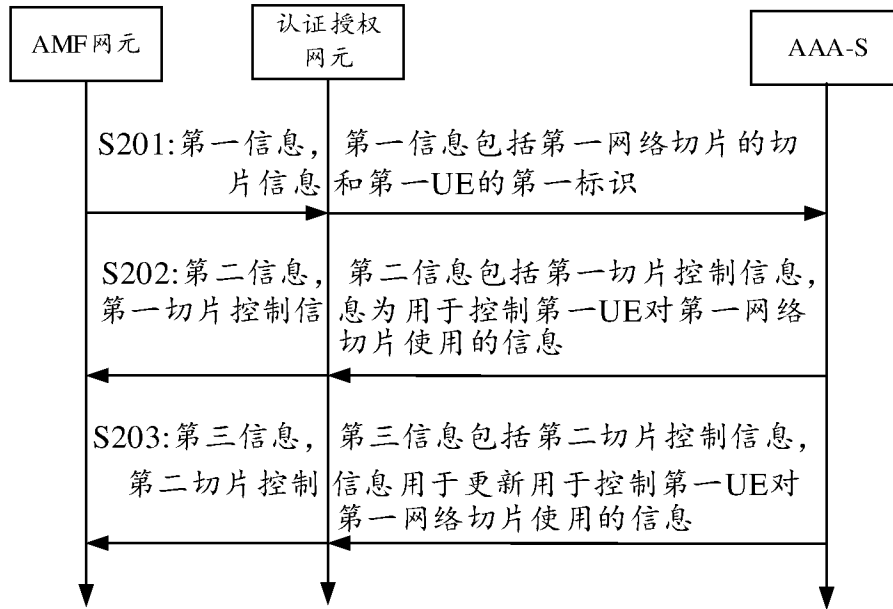 AMF网元
认证授权
网元
AAA-S
S201:第一信息，第一信息包括第一网络切片的切
片信息和第一UE的第一标识
S202:第二信息，第二信息包括第一切片控制信息，
第一切片控制信息为用于控制第一UE对第一网络
切片使用的信息
S203:第三信息，第三信息包括第二切片控制信息，
第二切片控制信息用于更新用于控制第一UE对
第一网络切片使用的信息